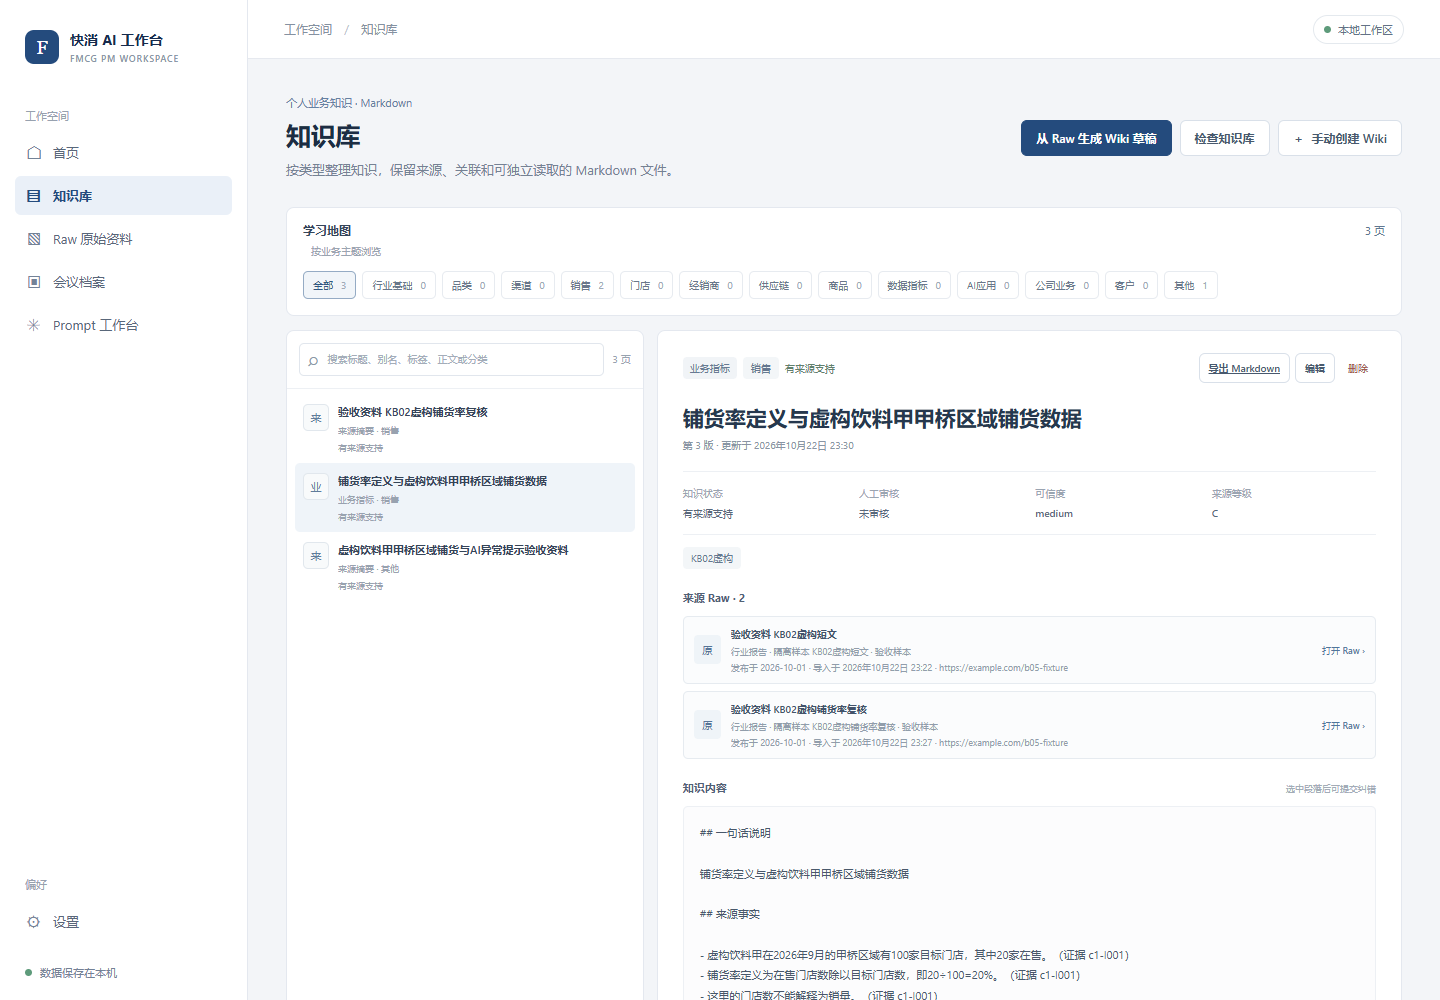 F
快消 AI 工作台
FMCG PM WORKSPACE
工作空间
首页
知识库
Raw 原始资料
会议档案
Prompt 工作台
偏好
设置
数据保存在本机
工作空间 / 知识库
本地工作区
个人业务知识 · Markdown
知识库
按类型整理知识，保留来源、关联和可独立读取的 Markdown 文件。
从 Raw 生成 Wiki 草稿
检查知识库
+ 手动创建 Wiki
学习地图
3 页
按业务主题浏览
全部 3 行业基础 0 品类 0 渠道 0 销售 2 门店 0 经销商 0 供应链 0 商品 0 数据指标 0 AI应用 0 公司业务 0 客户 0 其他 1
搜索标题、别名、标签、正文或分类
3 页
来
验收资料 KB02虚构铺货率复核
来源摘要 · 销售
有来源支持
业
铺货率定义与虚构饮料甲甲桥区域铺货数据
业务指标 · 销售
有来源支持
来
虚构饮料甲甲桥区域铺货与AI异常提示验收资料
来源摘要 · 其他
有来源支持
业务指标 销售 有来源支持
导出 Markdown 编辑 删除
铺货率定义与虚构饮料甲甲桥区域铺货数据
第 3 版 · 更新于 2026年10月22日 23:30
知识状态 人工审核 可信度 来源等级
有来源支持 未审核 medium C
KB02虚构
来源 Raw · 2
原
验收资料 KB02虚构短文
行业报告 · 隔离样本 KB02虚构短文 · 验收样本
发布于 2026-10-01 · 导入于 2026年10月22日 23:22 · https://example.com/b05-fixture
打开 Raw ›
原
验收资料 KB02虚构铺货率复核
行业报告 · 隔离样本 KB02虚构铺货率复核 · 验收样本
发布于 2026-10-01 · 导入于 2026年10月22日 23:27 · https://example.com/b05-fixture
打开 Raw ›
知识内容
选中段落后可提交纠错
## 一句话说明
铺货率定义与虚构饮料甲甲桥区域铺货数据
## 来源事实
- 虚构饮料甲在2026年9月的甲桥区域有100家目标门店，其中20家在售。（证据 c1-l001）
- 铺货率定义为在售门店数除以目标门店数，即20÷100=20%。（证据 c1-l001）
- 这里的门店数不能解释为销量。（证据 c1-l001）